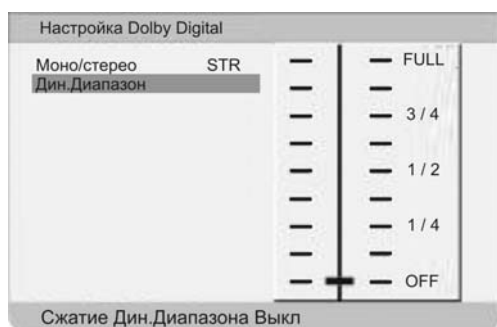 Настройка Dolby Digital
Моно/стерео STR
Дин.Диапазон
FULL
3 / 4
1 / 2
1 / 4
OFF
Сжатие Дин.Диапазона Выкл